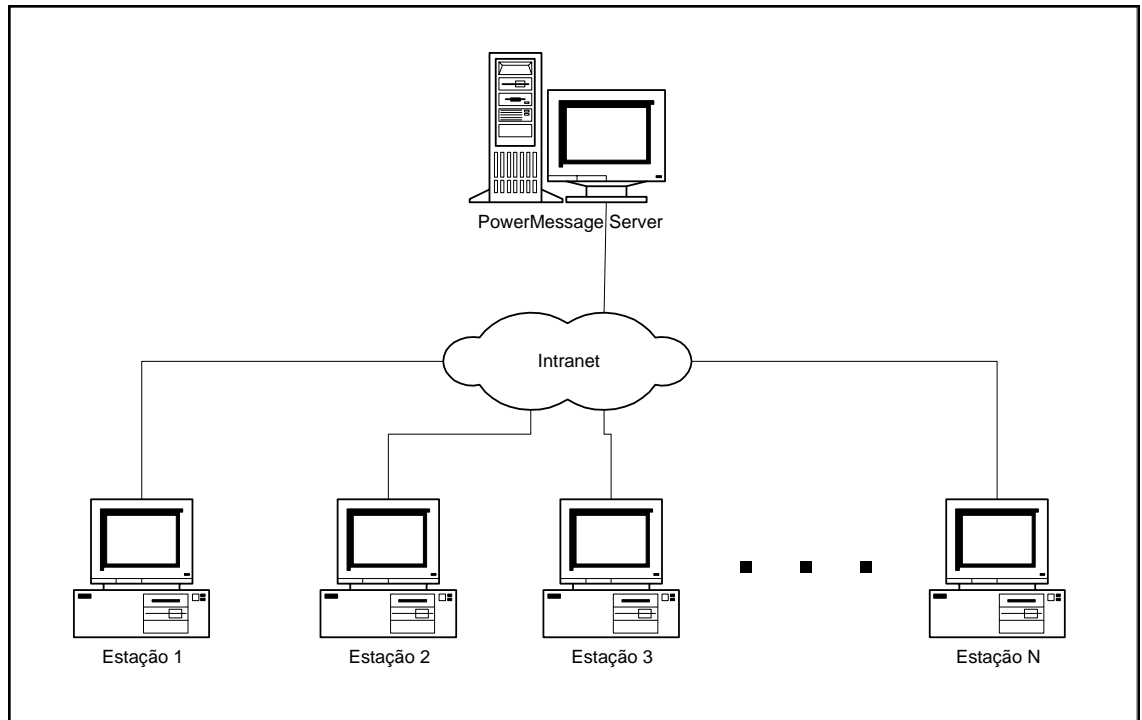 PowerMessage Server
Intranet
Estação 1
Estação 2
Estação 3
Estação N